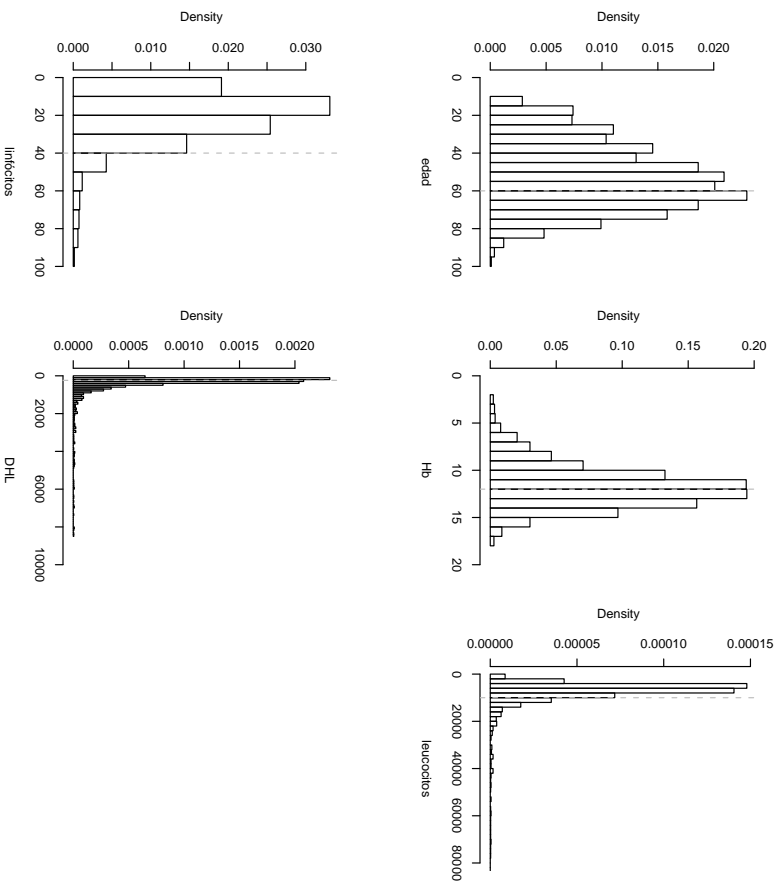 Density
0.000 0.005 0.010 0.015 0.020
0 20 40 60 80 100
edad
Density
0.00 0.05 0.10 0.15 0.20
0 5 10 15 20
Hb
Density
0.00000 0.00005 0.00010 0.00015
0 20000 40000 60000 80000
leucocitos
Density
0.000 0.010 0.020 0.030
0 20 40 60 80 100
linfócitos
Density
0.0000 0.0005 0.0010 0.0015 0.0020
0 2000 6000 10000
DHL